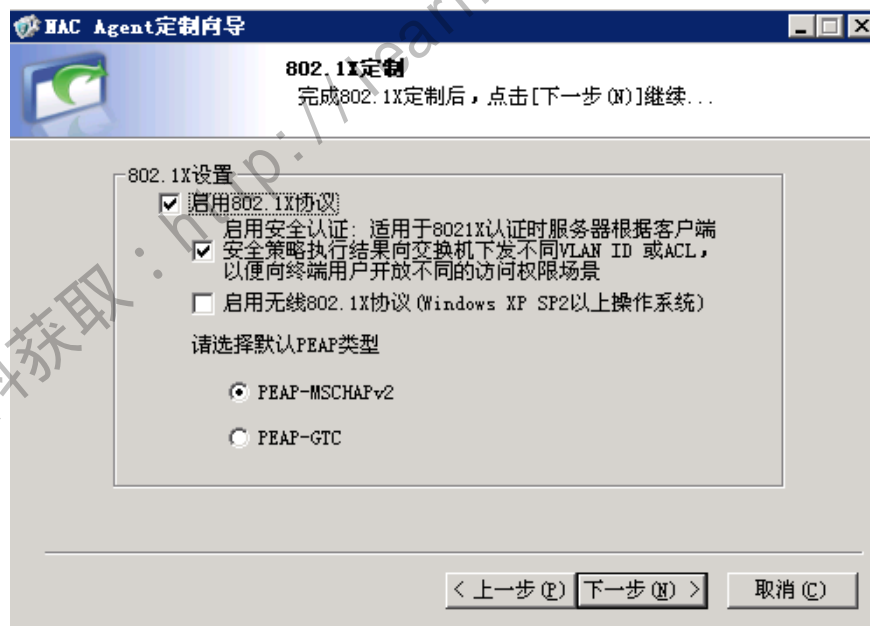 NAC Agent定制向导
802.1X定制
完成802.1X定制后，点击[下一步(N)]继续...
802.1X设置
启用802.1X协议
启用安全认证: 适用于8021X认证时服务器根据客户端
安全策略执行结果向交换机下发不同VLAN ID 或ACL，
以便向终端用户开放不同的访问权限场景
启用无线802.1X协议(Windows XP SP2以上操作系统)
请选择默认PEAP类型
PEAP-MSCHAPv2
PEAP-GTC
< 上一步(P)
下一步(N) >
取消(C)
料获取：http://lear